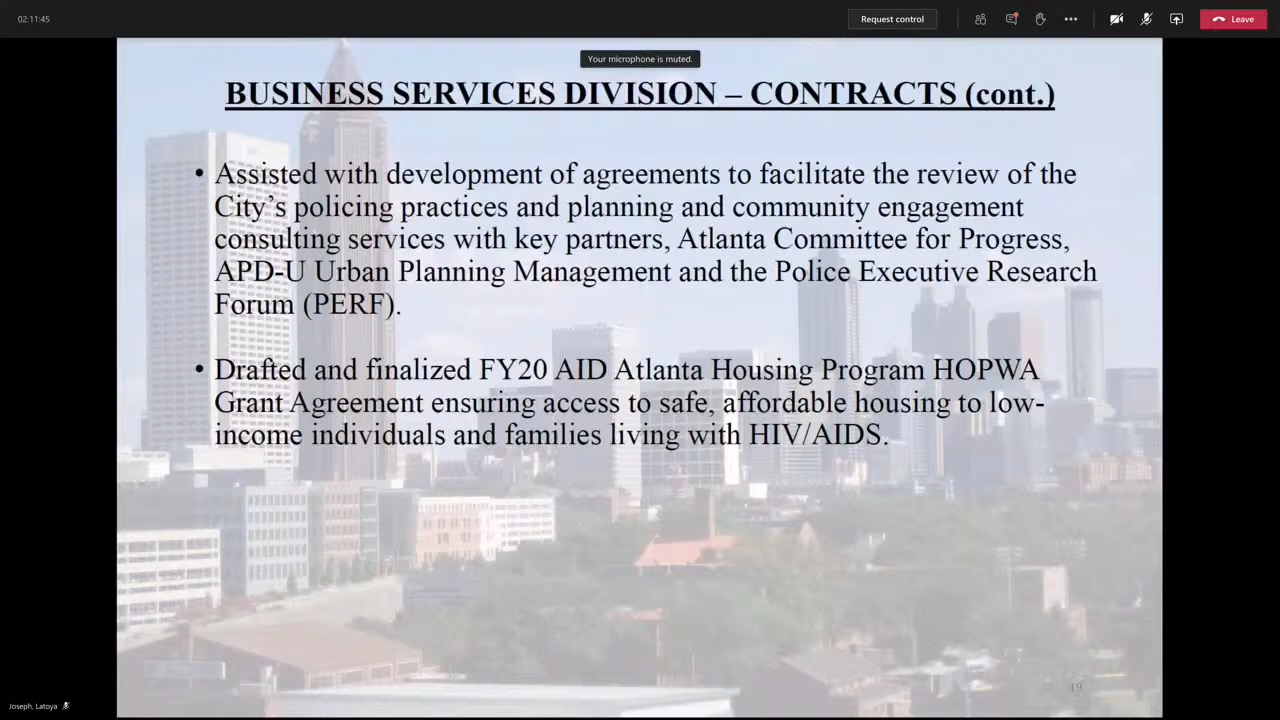 02:11:45
Request control
Leave
Your microphone is muted.
BUSINESS SERVICES DIVISION – CONTRACTS (cont.)
• Assisted with development of agreements to facilitate the review of the
City’s policing practices and planning and community engagement
consulting services with key partners, Atlanta Committee for Progress,
APD-U Urban Planning Management and the Police Executive Research
Forum (PERF).
• Drafted and finalized FY20 AID Atlanta Housing Program HOPWA
Grant Agreement ensuring access to safe, affordable housing to low-
income individuals and families living with HIV/AIDS.
19
Joseph, Latoya